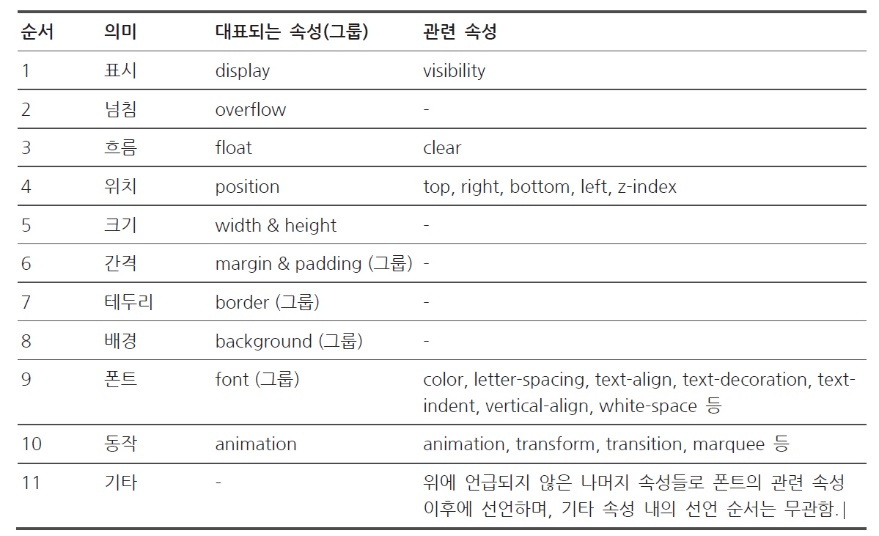 순서 의미 대표되는 속성(그룹) 관련 속성
1 표시 display visibility
2 넘침 overflow -
3 흐름 float clear
4 위치 position top, right, bottom, left, z-index
5 크기 width & height -
6 간격 margin & padding (그룹) -
7 테두리 border (그룹) -
8 배경 background (그룹) -
9 폰트 font (그룹) color, letter-spacing, text-align, text-decoration, text-
indent, vertical-align, white-space 등
10 동작 animation animation, transform, transition, marquee 등
11 기타 - 위에 언급되지 않은 나머지 속성들로 폰트의 관련 속성
이후에 선언하며, 기타 속성 내의 선언 순서는 무관함.|